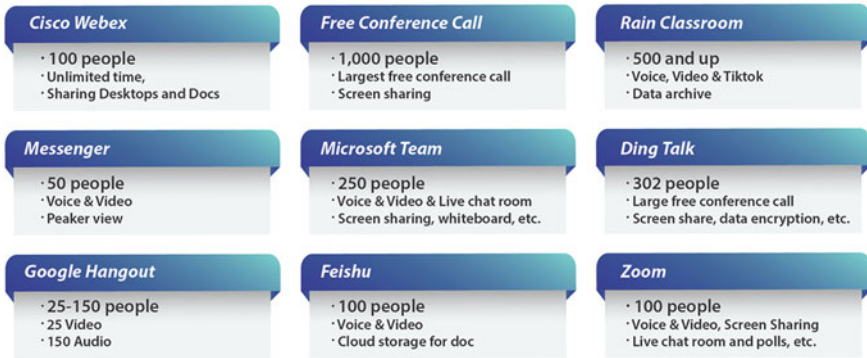 Cisco Webex
· 100 people
· Unlimited time,
· Sharing Desktops and Docs
Free Conference Call
· 1,000 people
· Largest free conference call
· Screen sharing
Rain Classroom
· 500 and up
· Voice, Video & Tiktok
· Data archive
Messenger
· 50 people
· Voice & Video
· Peaker view
Microsoft Team
· 250 people
· Voice & Video & Live chat room
· Screen sharing, whiteboard, etc.
Ding Talk
· 302 people
· Large free conference call
· Screen share, data encryption, etc.
Google Hangout
· 25-150 people
· 25 Video
· 150 Audio
Feishu
· 100 people
· Voice & Video
· Cloud storage for doc
Zoom
· 100 people
· Voice & Video, Screen Sharing
· Live chat room and polls, etc.